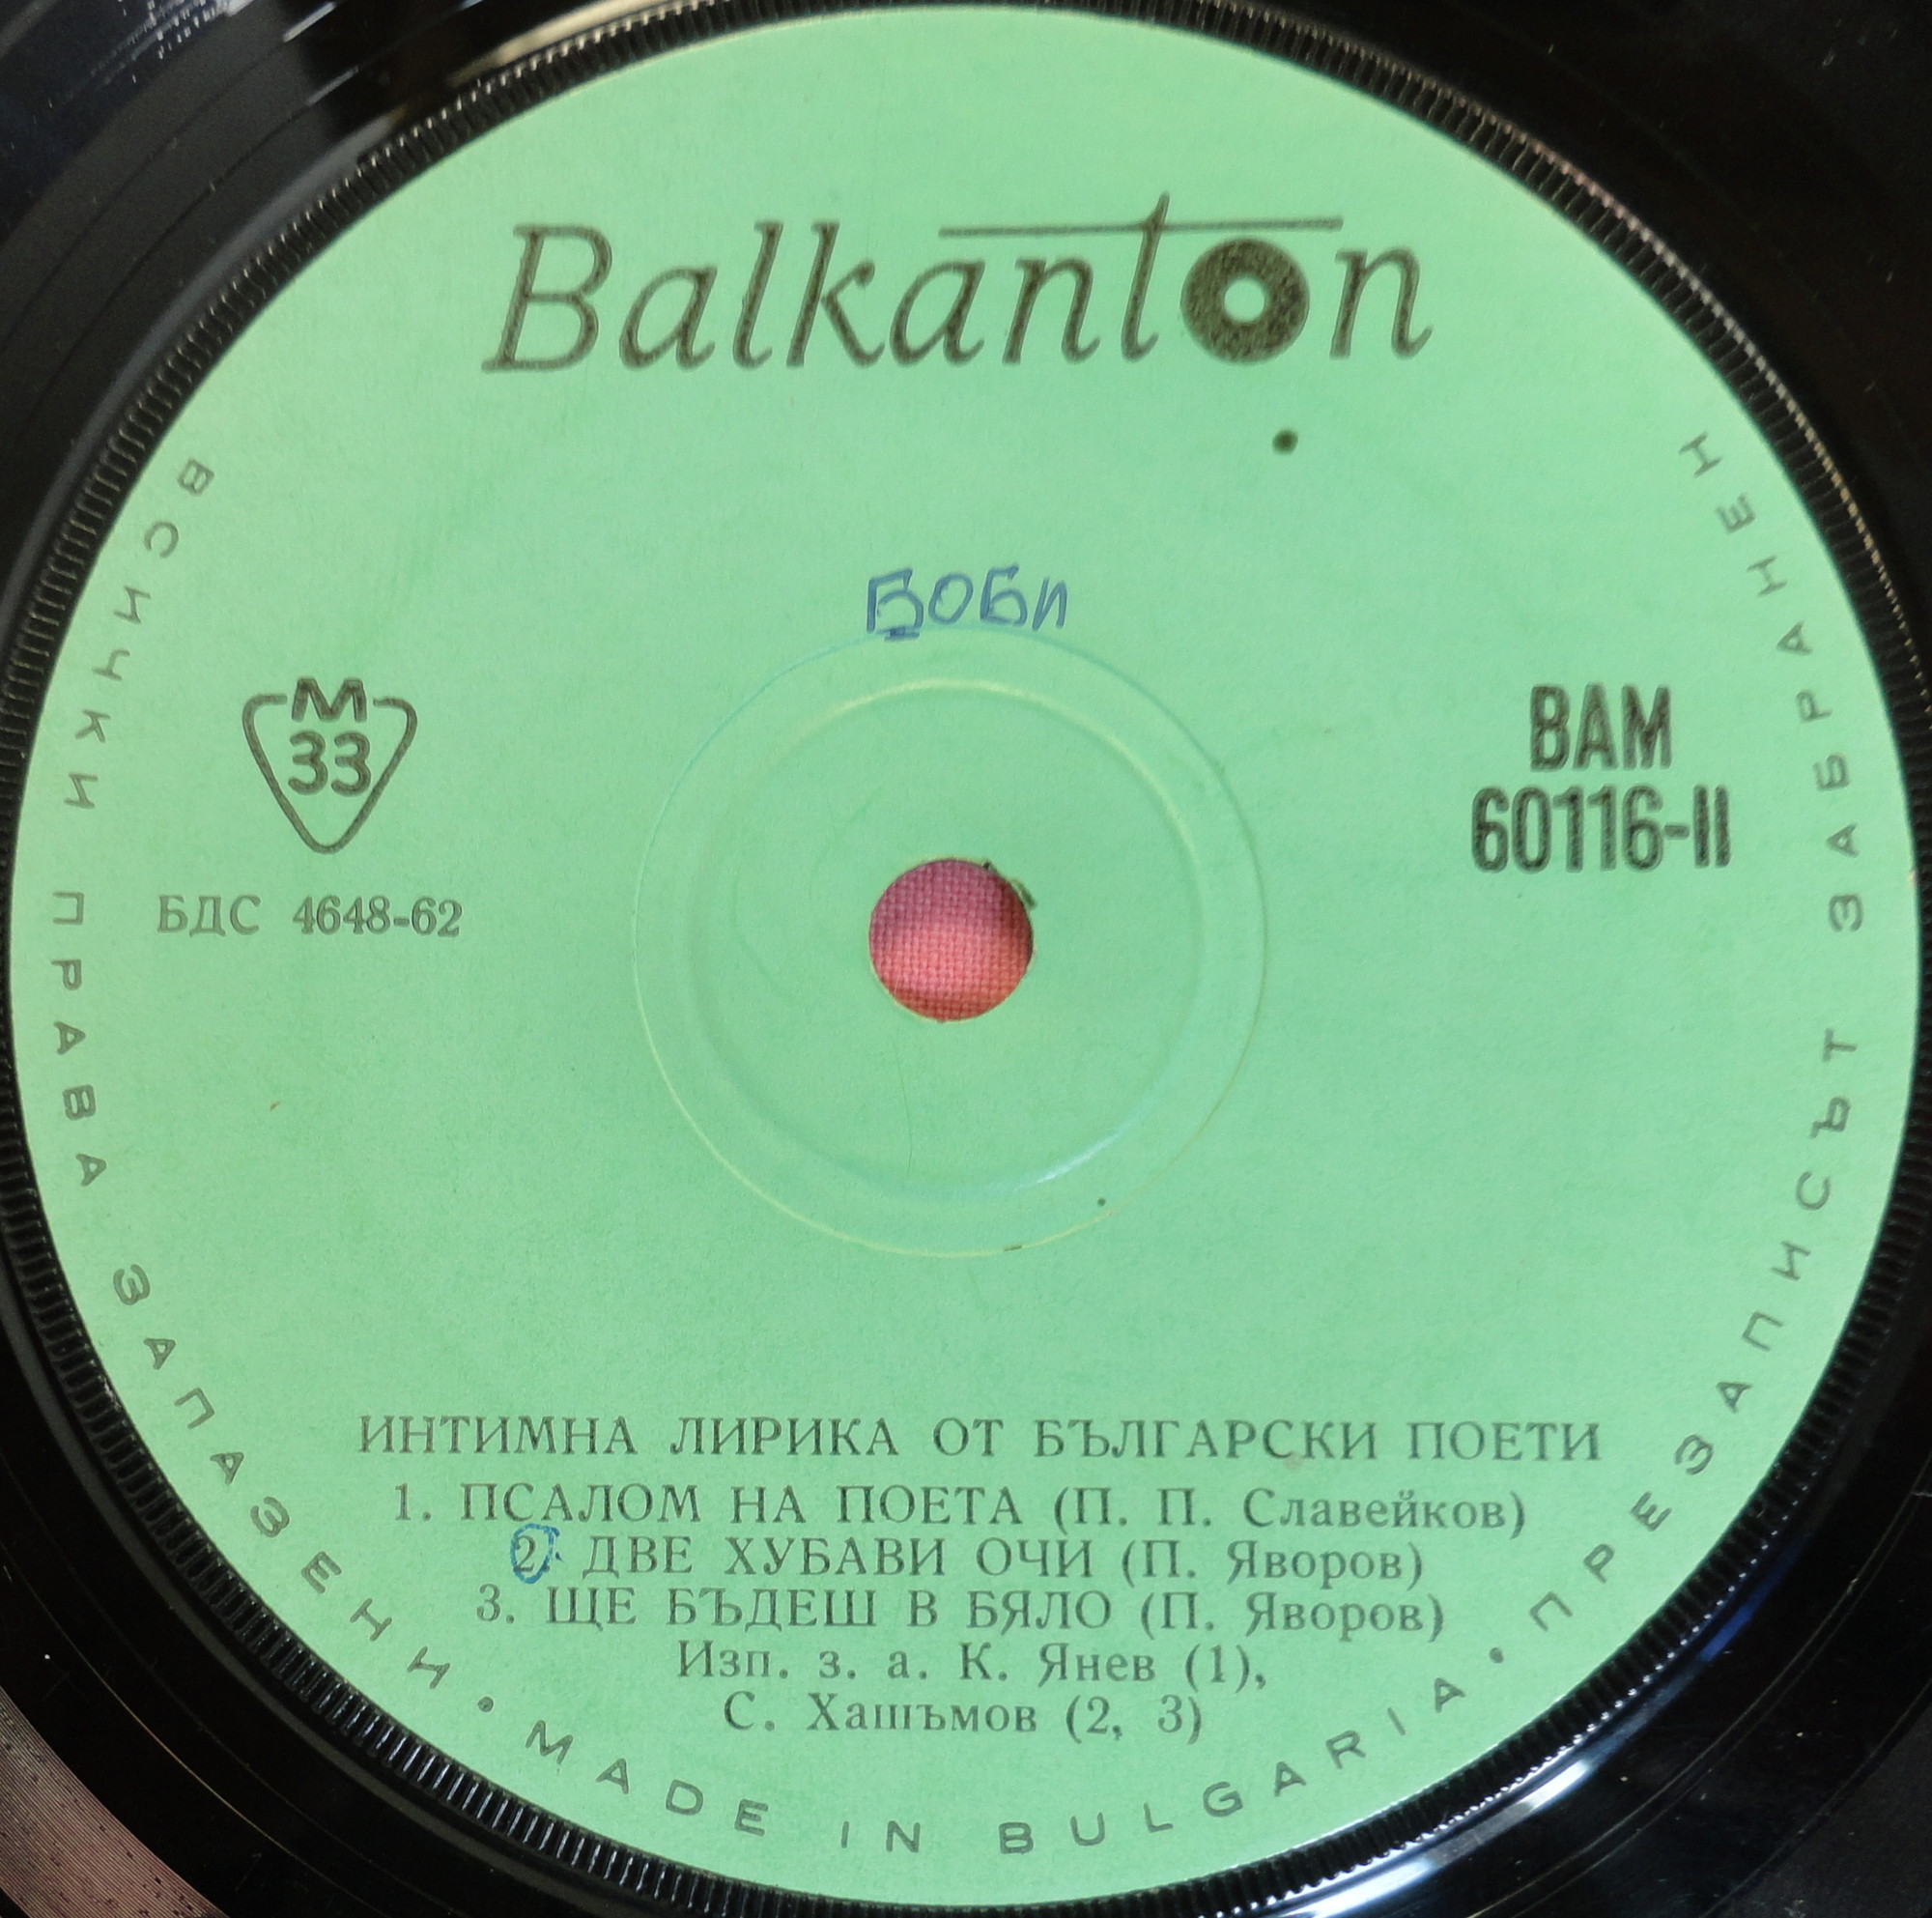 Balkanton
БОБИ
М
33
БДС 4648-62
ВАМ
60116-II
ИНТИМНА ЛИРИКА ОТ БЪЛГАРСКИ ПОЕТИ
1. ПСАЛОМ НА ПОЕТА (П. П. Славейков)
2. ДВЕ ХУБАВИ ОЧИ (П. Яворов)
3. ЩЕ БЪДЕШ В БЯЛО (П. Яворов)
Изп. з. а. К. Янев (1),
С. Хашъмов (2, 3)
ВСИЧКИ ПРАВА ЗАПАЗЕНИ • MADE IN BULGARIA • ПРЕЗАПИСЪТ ЗАБРАНЕН